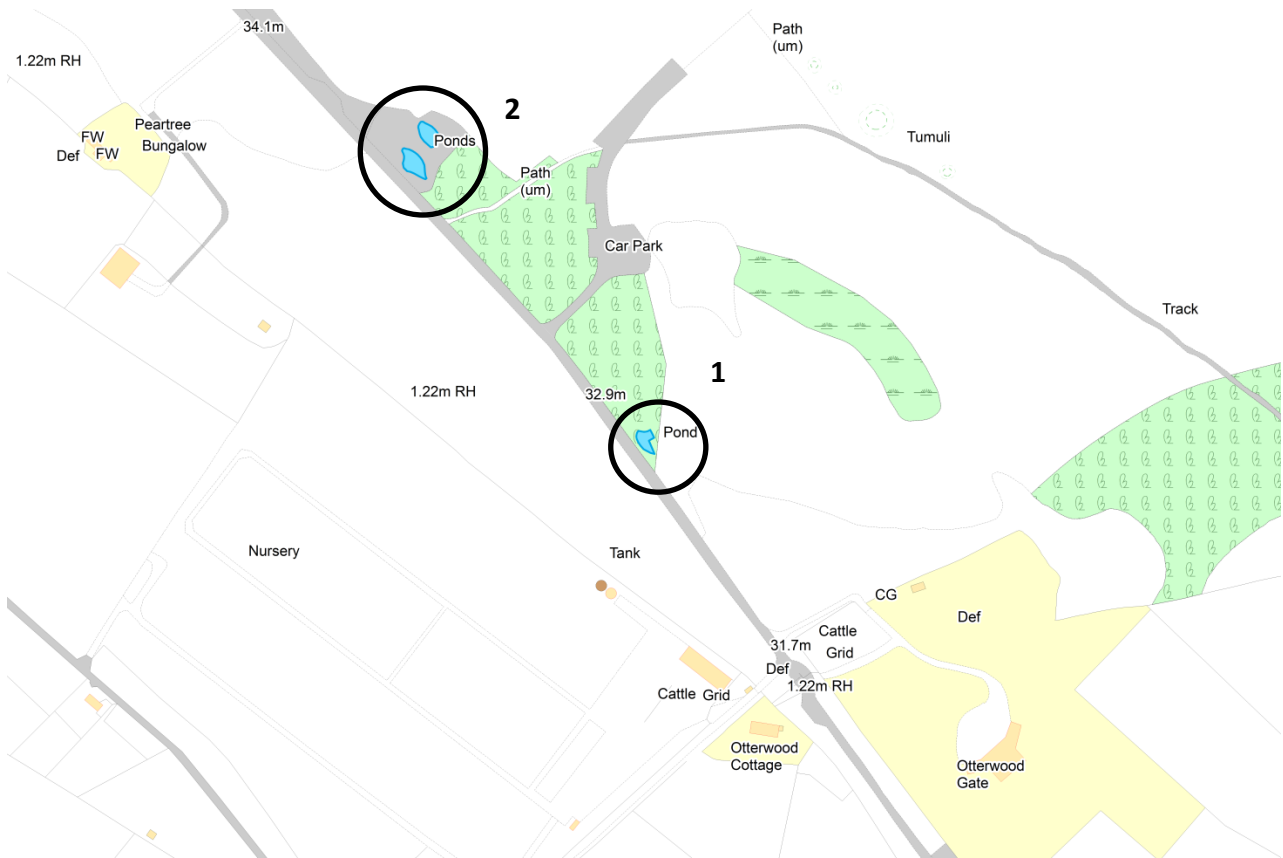 34.1m
Path
(um)
1.22m RH
2
Peartree
Bungalow
FW
FW
Def
Ponds
Tumuli
Path
(um)
Car Park
Track
1
1.22m RH
32.9m
Pond
Nursery
Tank
CG
Def
Cattle
Grid
31.7m
Def
1.22m RH
Cattle Grid
Otterwood
Cottage
Otterwood
Gate